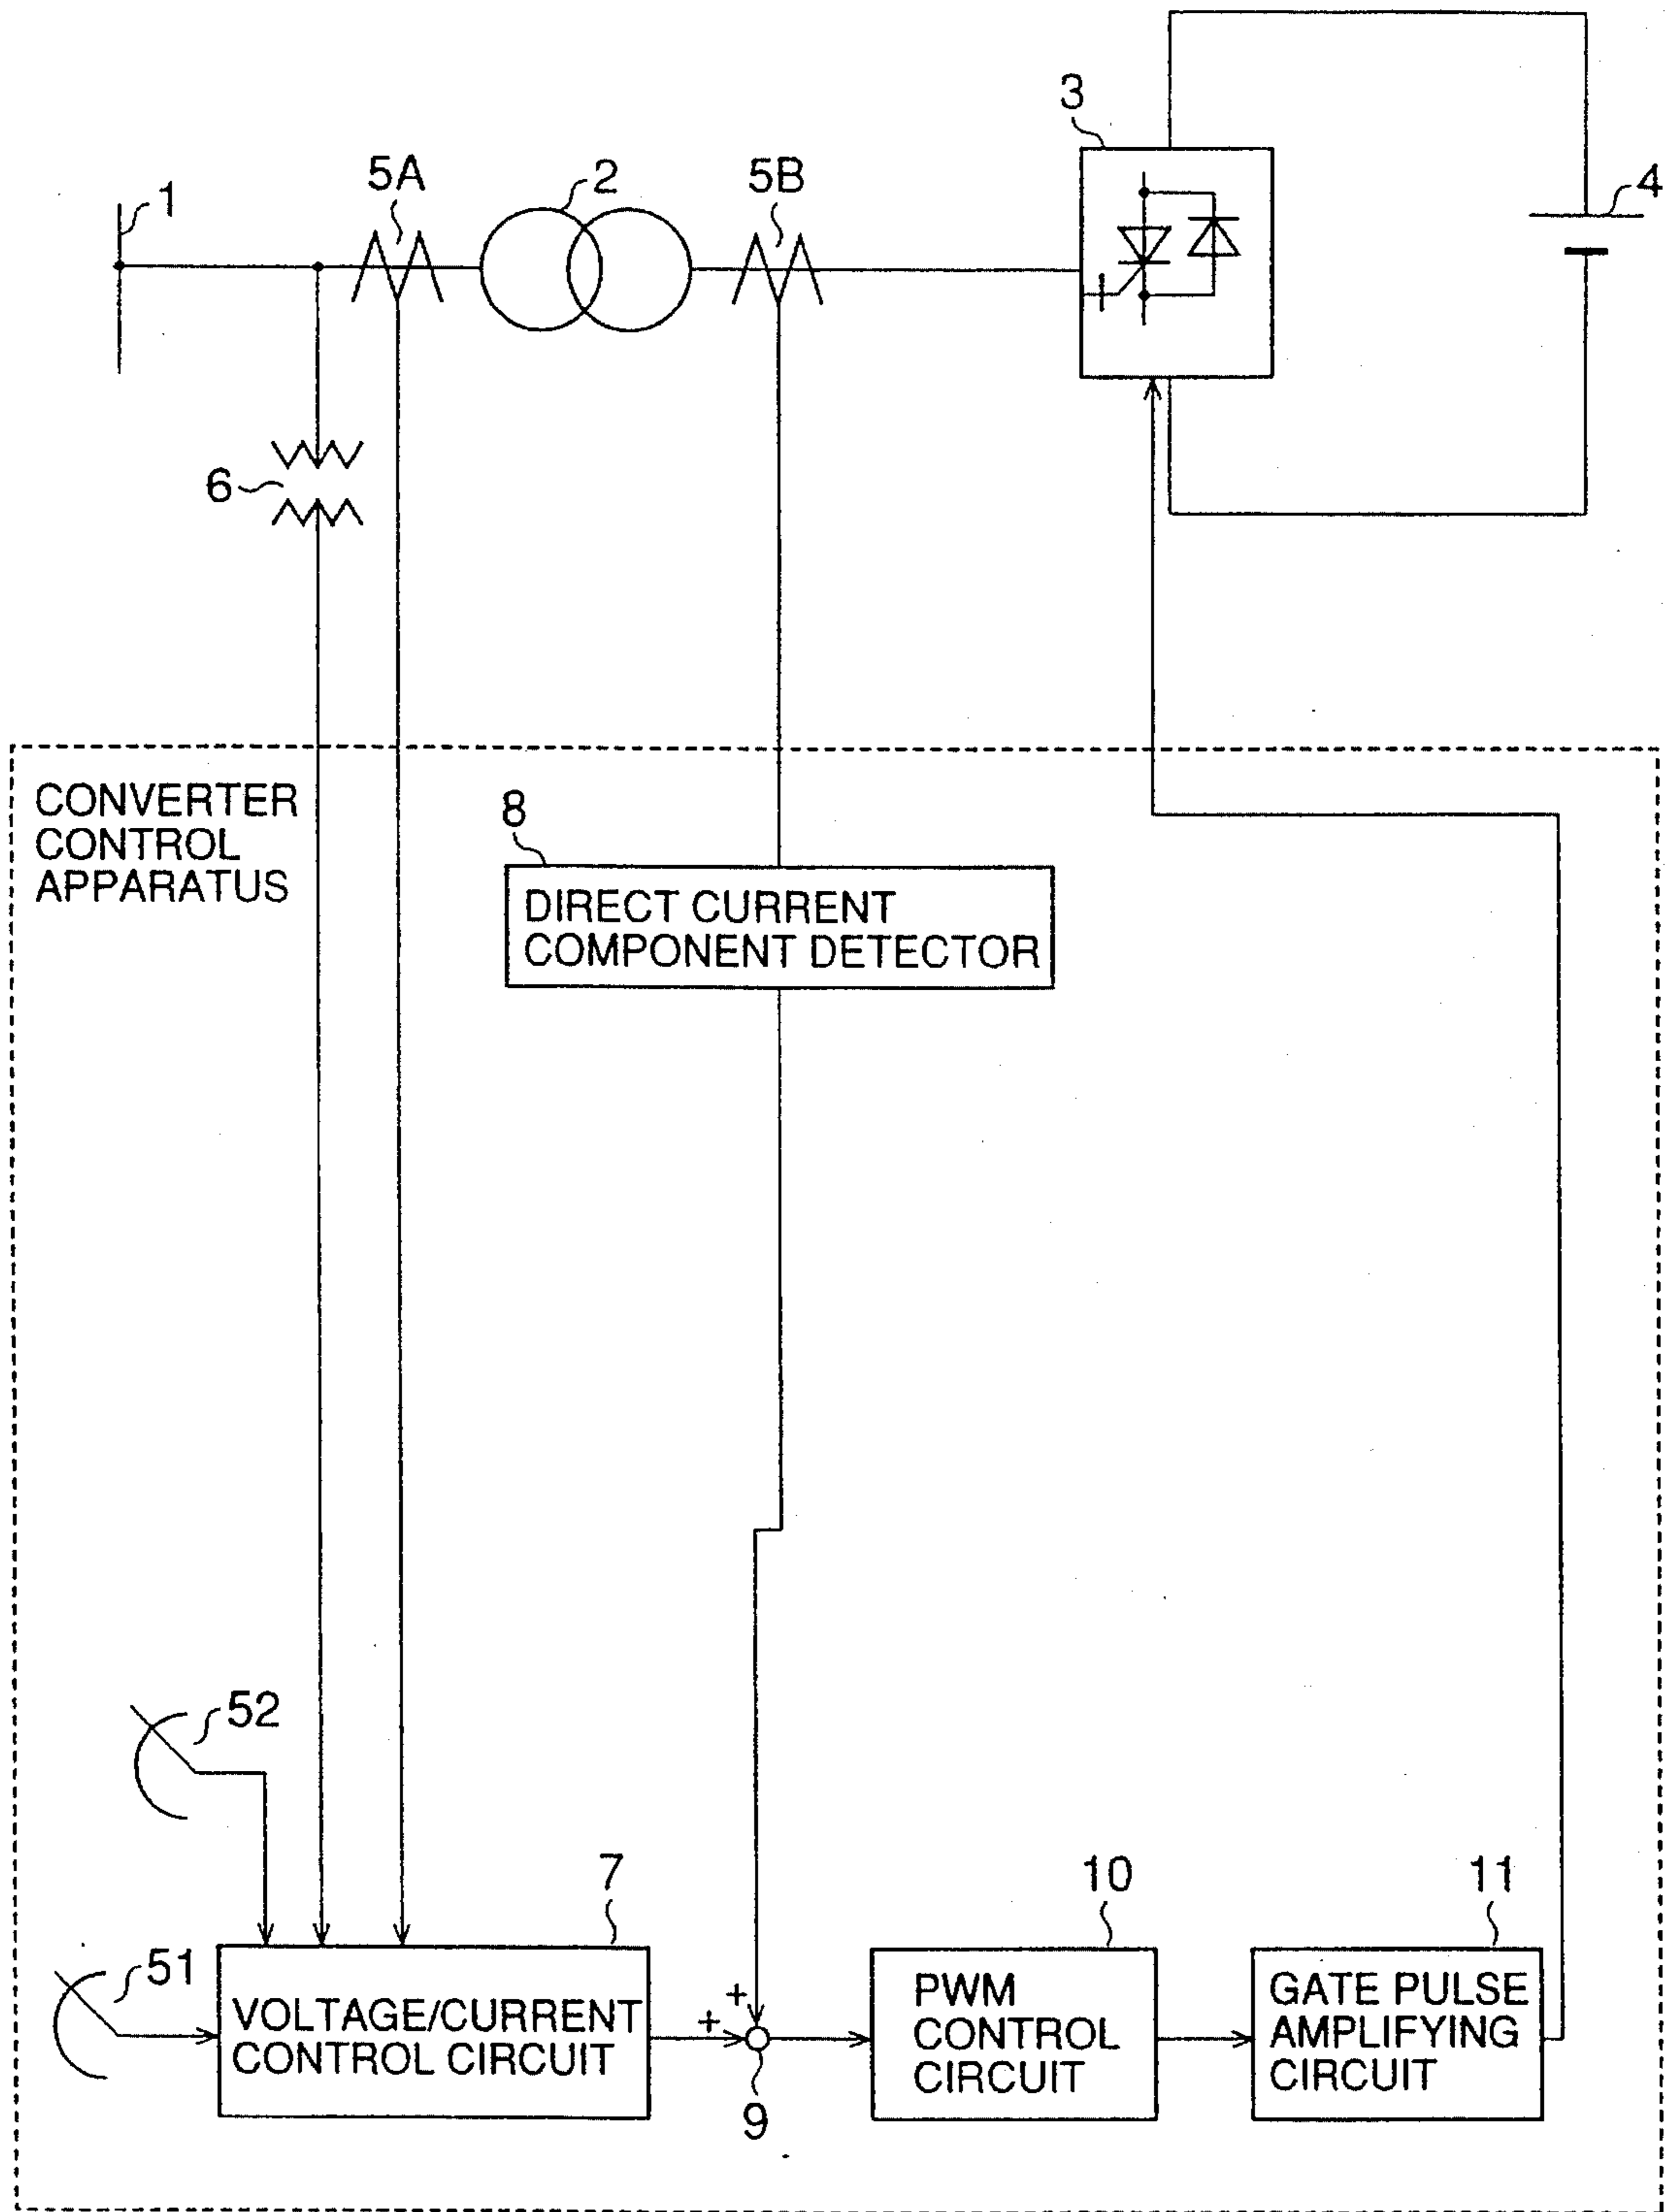 3
5A
2
5B
4
1
6
CONVERTER
CONTROL
APPARATUS
8
DIRECT CURRENT
COMPONENT DETECTOR
52
7
10
11
51
VOLTAGE/CURRENT
CONTROL CIRCUIT
+
+
9
PWM
CONTROL
CIRCUIT
GATE PULSE
AMPLIFYING
CIRCUIT